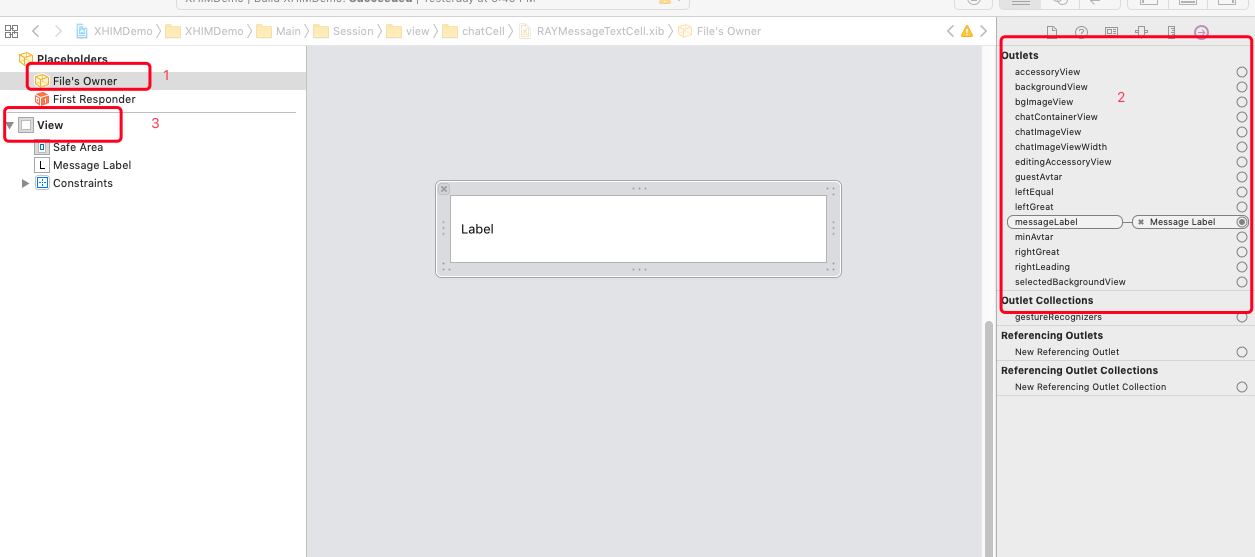 XHIMDemo | Build XHIMDemo: Succeeded | Yesterday at
XHIMDemo XHIMDemo Main Session view chatCell RAYMessageTextCell.xib File's Owner
Placeholders
File's Owner
1
First Responder
View
3
Safe Area
L Message Label
Constraints
Label
Outlets
accessoryView
backgroundView
2
bgImageView
chatContainerView
chatImageView
chatImageViewWidth
editingAccessoryView
guestAvtar
leftEqual
leftGreat
messageLabel Message Label
minAvtar
rightGreat
rightLeading
selectedBackgroundView
Outlet Collections
gestureRecognizers
Referencing Outlets
New Referencing Outlet
Referencing Outlet Collections
New Referencing Outlet Collection